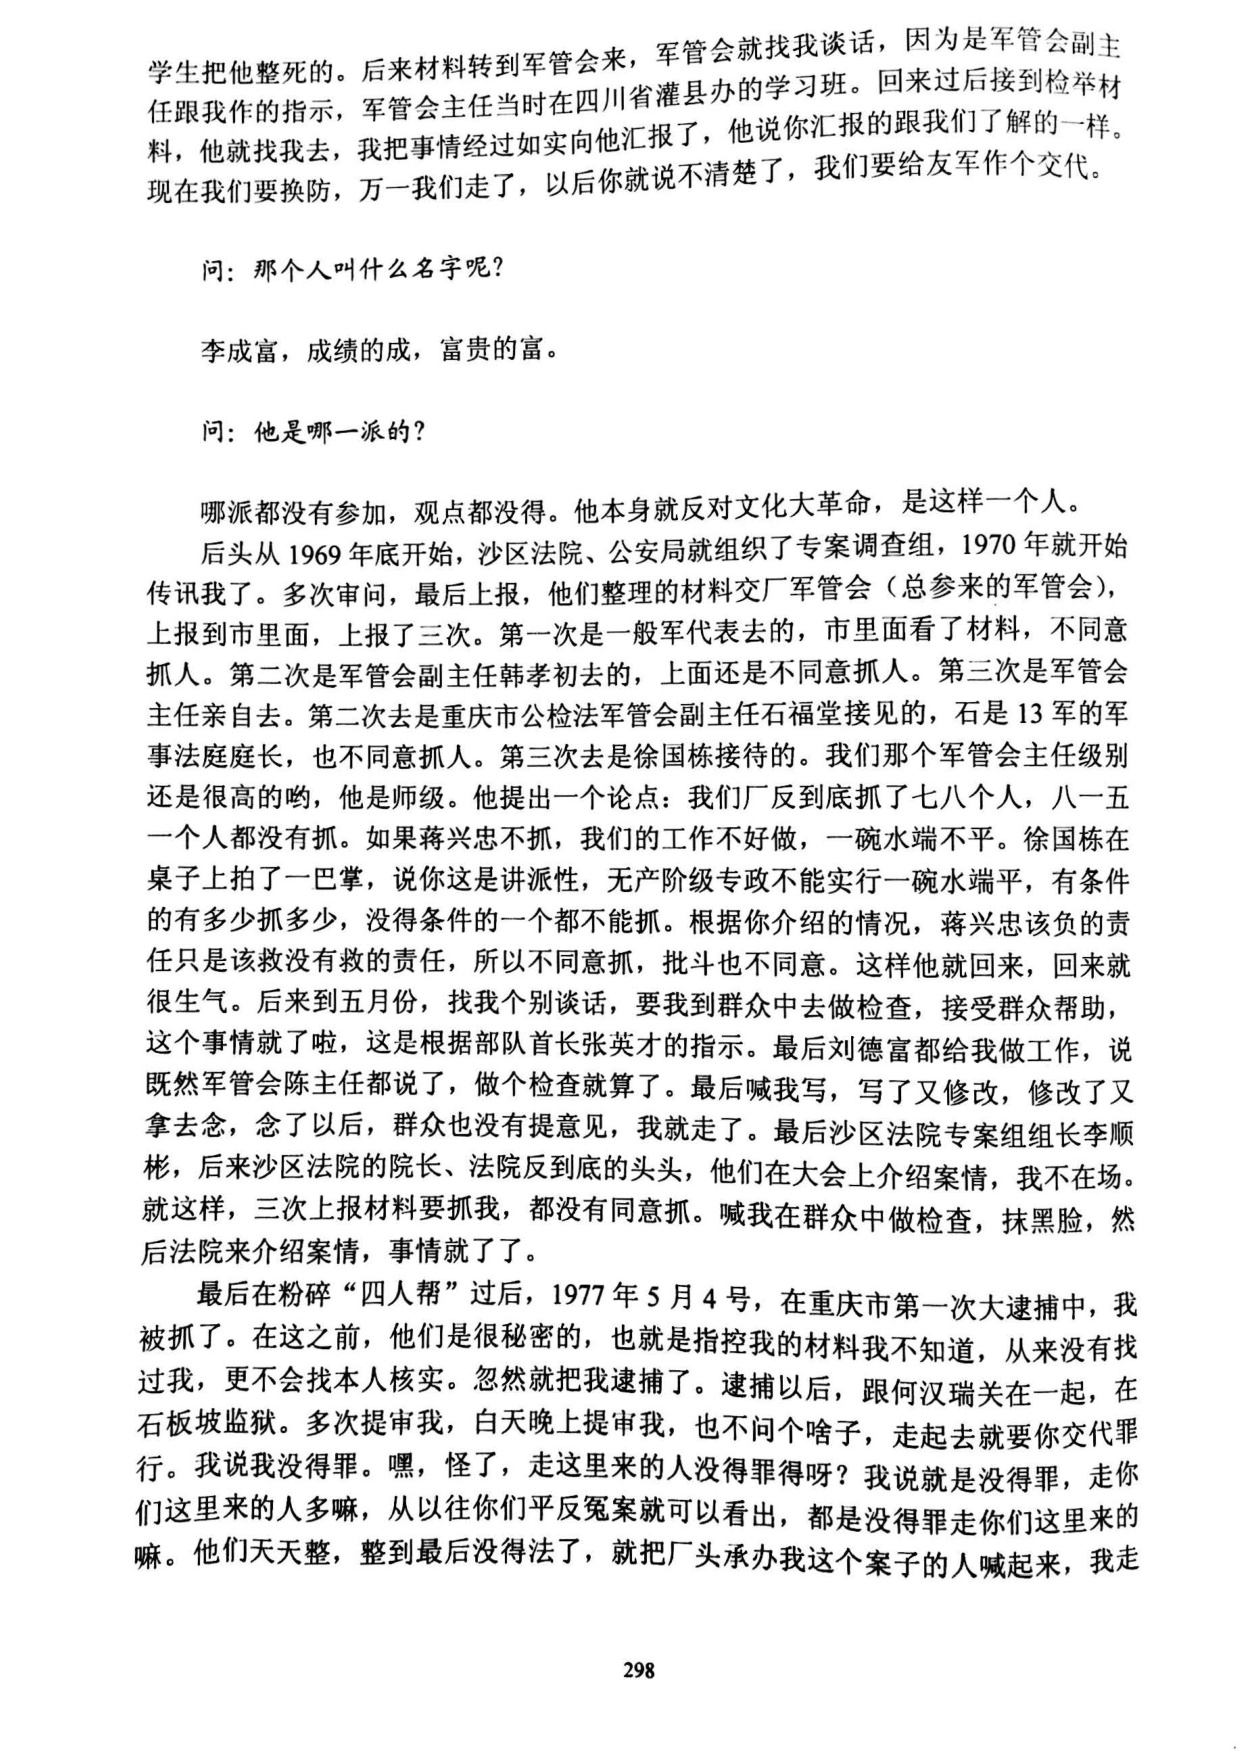 学生把他整死的。后来材料转到军管会来，军管会就找我谈话，因为是军管会副主
任跟我作的指示，军管会主任当时在四川省灌县办的学习班。回来过后接到检举材
料，他就找我去，我把事情经过如实向他汇报了，他说你汇报的跟我们了解的一样。
现在我们要换防，万一我们走了，以后你就说不清楚了，我们要给友军作个交代。
问：那个人叫什么名字呢？
李成富，成绩的成，富贵的富。
问：他是哪一派的？
哪派都没有参加，观点都没得。他本身就反对文化大革命，是这样一个人。
后头从 1969 年底开始，沙区法院、公安局就组织了专案调查组，1970 年就开始
传讯我了。多次审问，最后上报，他们整理的材料交厂军管会（总参来的军管会），
上报到市里面，上报了三次。第一次是一般军代表去的，市里面看了材料，不同意
抓人。第二次是军管会副主任韩孝初去的，上面还是不同意抓人。第三次是军管会
主任亲自去。第二次去是重庆市公检法军管会副主任石福堂接见的，石是 13 军的军
事法庭庭长，也不同意抓人。第三次去是徐国栋接待的。我们那个军管会主任级别
还是很高的哟，他是师级。他提出一个论点：我们厂反到底抓了七八个人，八一五
一个人都没有抓。如果蒋兴忠不抓，我们的工作不好做，一碗水端不平。徐国栋在
桌子上拍了一巴掌，说你这是讲派性，无产阶级专政不能实行一碗水端平，有条件
的有多少抓多少，没得条件的一个都不能抓。根据你介绍的情况，蒋兴忠该负的责
任只是该救没有救的责任，所以不同意抓，批斗也不同意。这样他就回来，回来就
很生气。后来到五月份，找我个别谈话，要我到群众中去做检查，接受群众帮助，
这个事情就了啦，这是根据部队首长张英才的指示。最后刘德富都给我做工作，说
既然军管会陈主任都说了，做个检查就算了。最后喊我写，写了又修改，修改了又
拿去念，念了以后，群众也没有提意见，我就走了。最后沙区法院专案组组长李顺
彬，后来沙区法院的院长、法院反到底的头头，他们在大会上介绍案情，我不在场。
就这样，三次上报材料要抓我，都没有同意抓。喊我在群众中做检查，抹黑脸，然
后法院来介绍案情，事情就了了。
最后在粉碎“四人帮”过后，1977 年 5 月 4 号，在重庆市第一次大逮捕中，我
被抓了。在这之前，他们是很秘密的，也就是指控我的材料我不知道，从来没有找
过我，更不会找本人核实。忽然就把我逮捕了。逮捕以后，跟何汉瑞关在一起，在
石板坡监狱。多次提审我，白天晚上提审我，也不问个啥子，走起去就要你交代罪
行。我说我没得罪。嘿，怪了，走这里来的人没得罪得呀？我说就是没得罪，走你
们这里来的人多嘛，从以往你们平反冤案就可以看出，都是没得罪走你们这里来的
嘛。他们天天整，整到最后没得法了，就把厂头承办我这个案子的人喊起来，我走
298